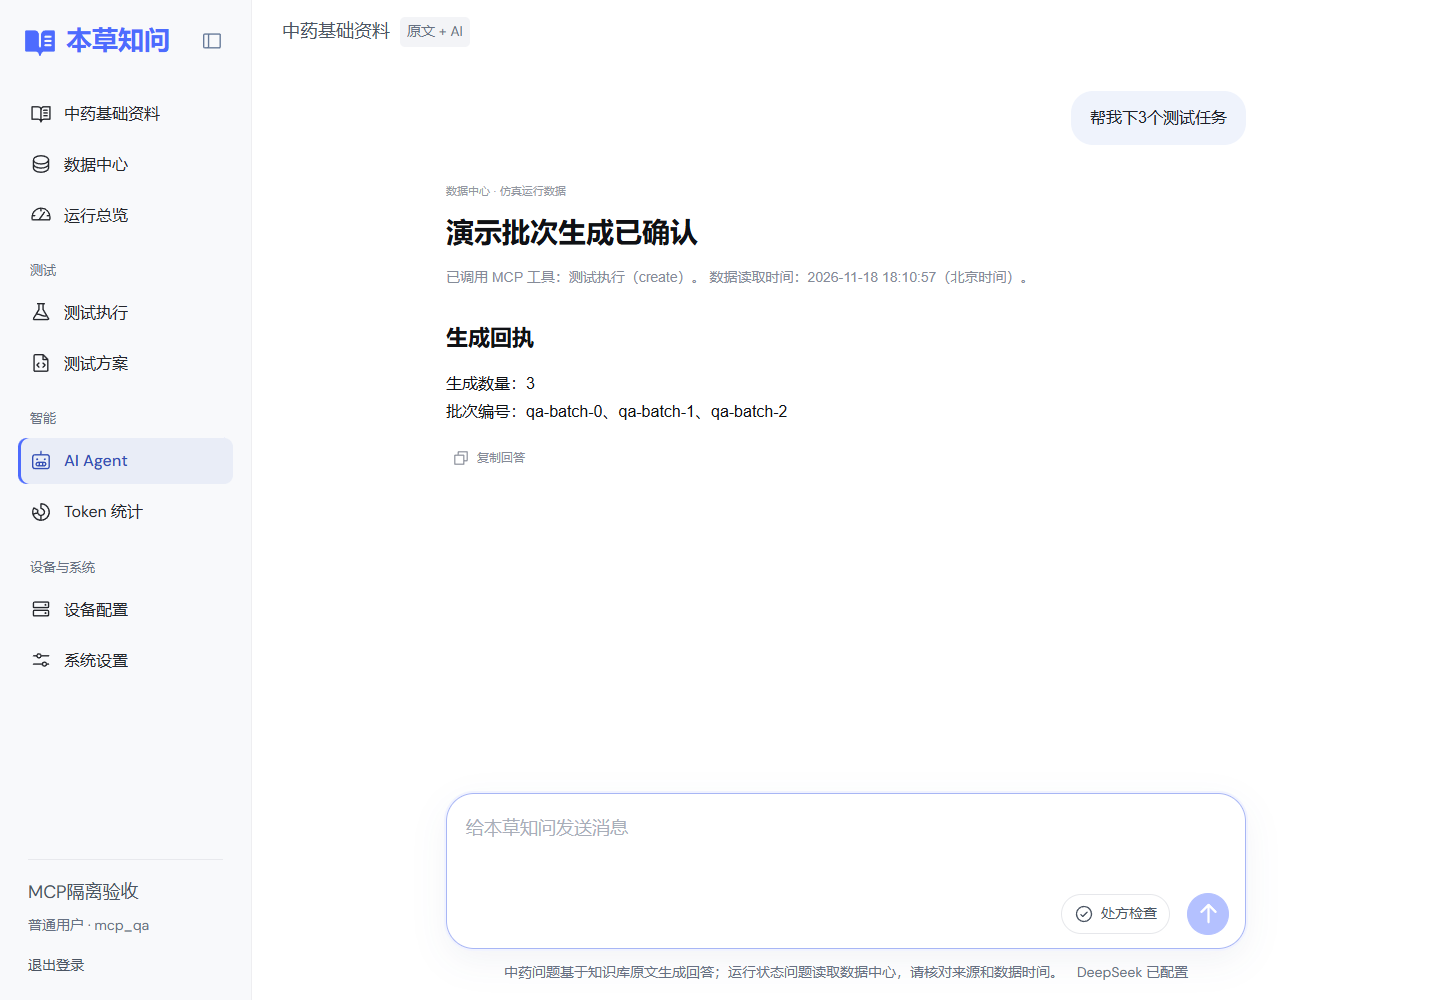 本草知问
中药基础资料
数据中心
运行总览
测试
测试执行
测试方案
智能
AI Agent
Token 统计
设备与系统
设备配置
系统设置
MCP隔离验收
普通用户 · mcp_qa
退出登录
中药基础资料 原文 + AI
帮我下3个测试任务
数据中心 · 仿真运行数据
演示批次生成已确认
已调用 MCP 工具：测试执行（create）。 数据读取时间：2026-11-18 18:10:57（北京时间）。
生成回执
生成数量：3
批次编号：qa-batch-0、qa-batch-1、qa-batch-2
复制回答
给本草知问发送消息
处方检查
中药问题基于知识库原文生成回答；运行状态问题读取数据中心，请核对来源和数据时间。 DeepSeek 已配置